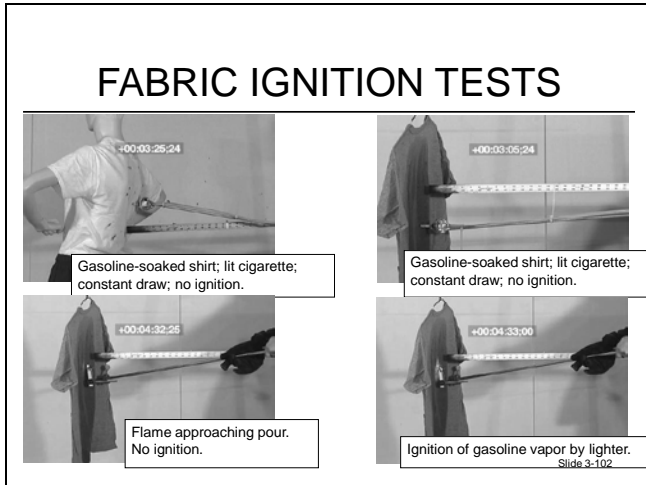 FABRIC IGNITION TESTS
+00:03:25;24
+00:03:05;24
Gasoline-soaked shirt; lit cigarette;
constant draw; no ignition.
Gasoline-soaked shirt; lit cigarette;
constant draw; no ignition.
+00:04:32;25
+00:04:33;00
Flame approaching pour.
No ignition.
Ignition of gasoline vapor by lighter.
Slide 3-102